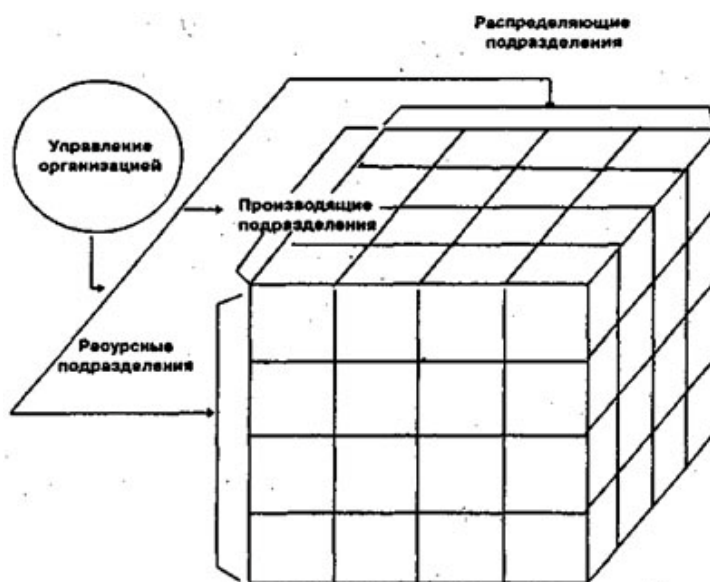 Распределяющие
подразделения
Управление
организацией
Производящие
подразделения
Ресурсные
подразделения